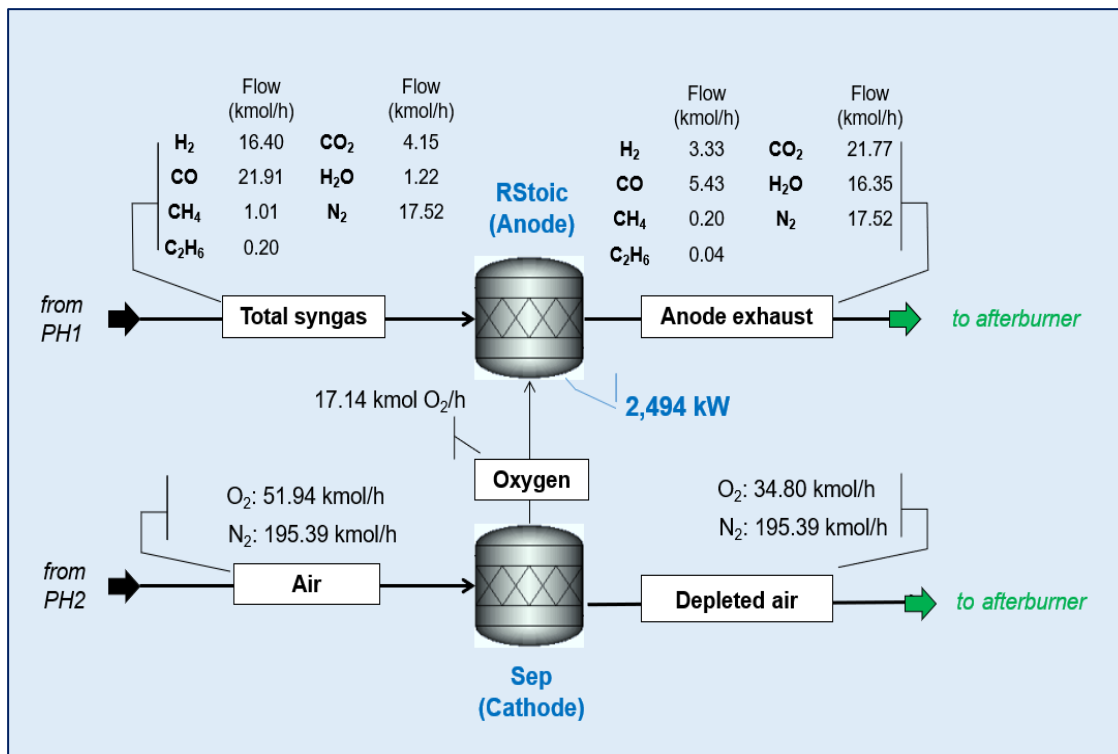 Flow
(kmol/h)
Flow
(kmol/h)
H₂ 16.40 CO₂ 4.15
CO 21.91 H₂O 1.22
CH₄ 1.01 N₂ 17.52
C₂H₆ 0.20
Flow
(kmol/h)
Flow
(kmol/h)
H₂ 3.33 CO₂ 21.77
CO 5.43 H₂O 16.35
CH₄ 0.20 N₂ 17.52
C₂H₆ 0.04
RStoic
(Anode)
from
PH1
Total syngas
Anode exhaust
to afterburner
17.14 kmol O₂/h
2,494 kW
Oxygen
O₂: 51.94 kmol/h
N₂: 195.39 kmol/h
O₂: 34.80 kmol/h
N₂: 195.39 kmol/h
from
PH2
Air
Depleted air
to afterburner
Sep
(Cathode)